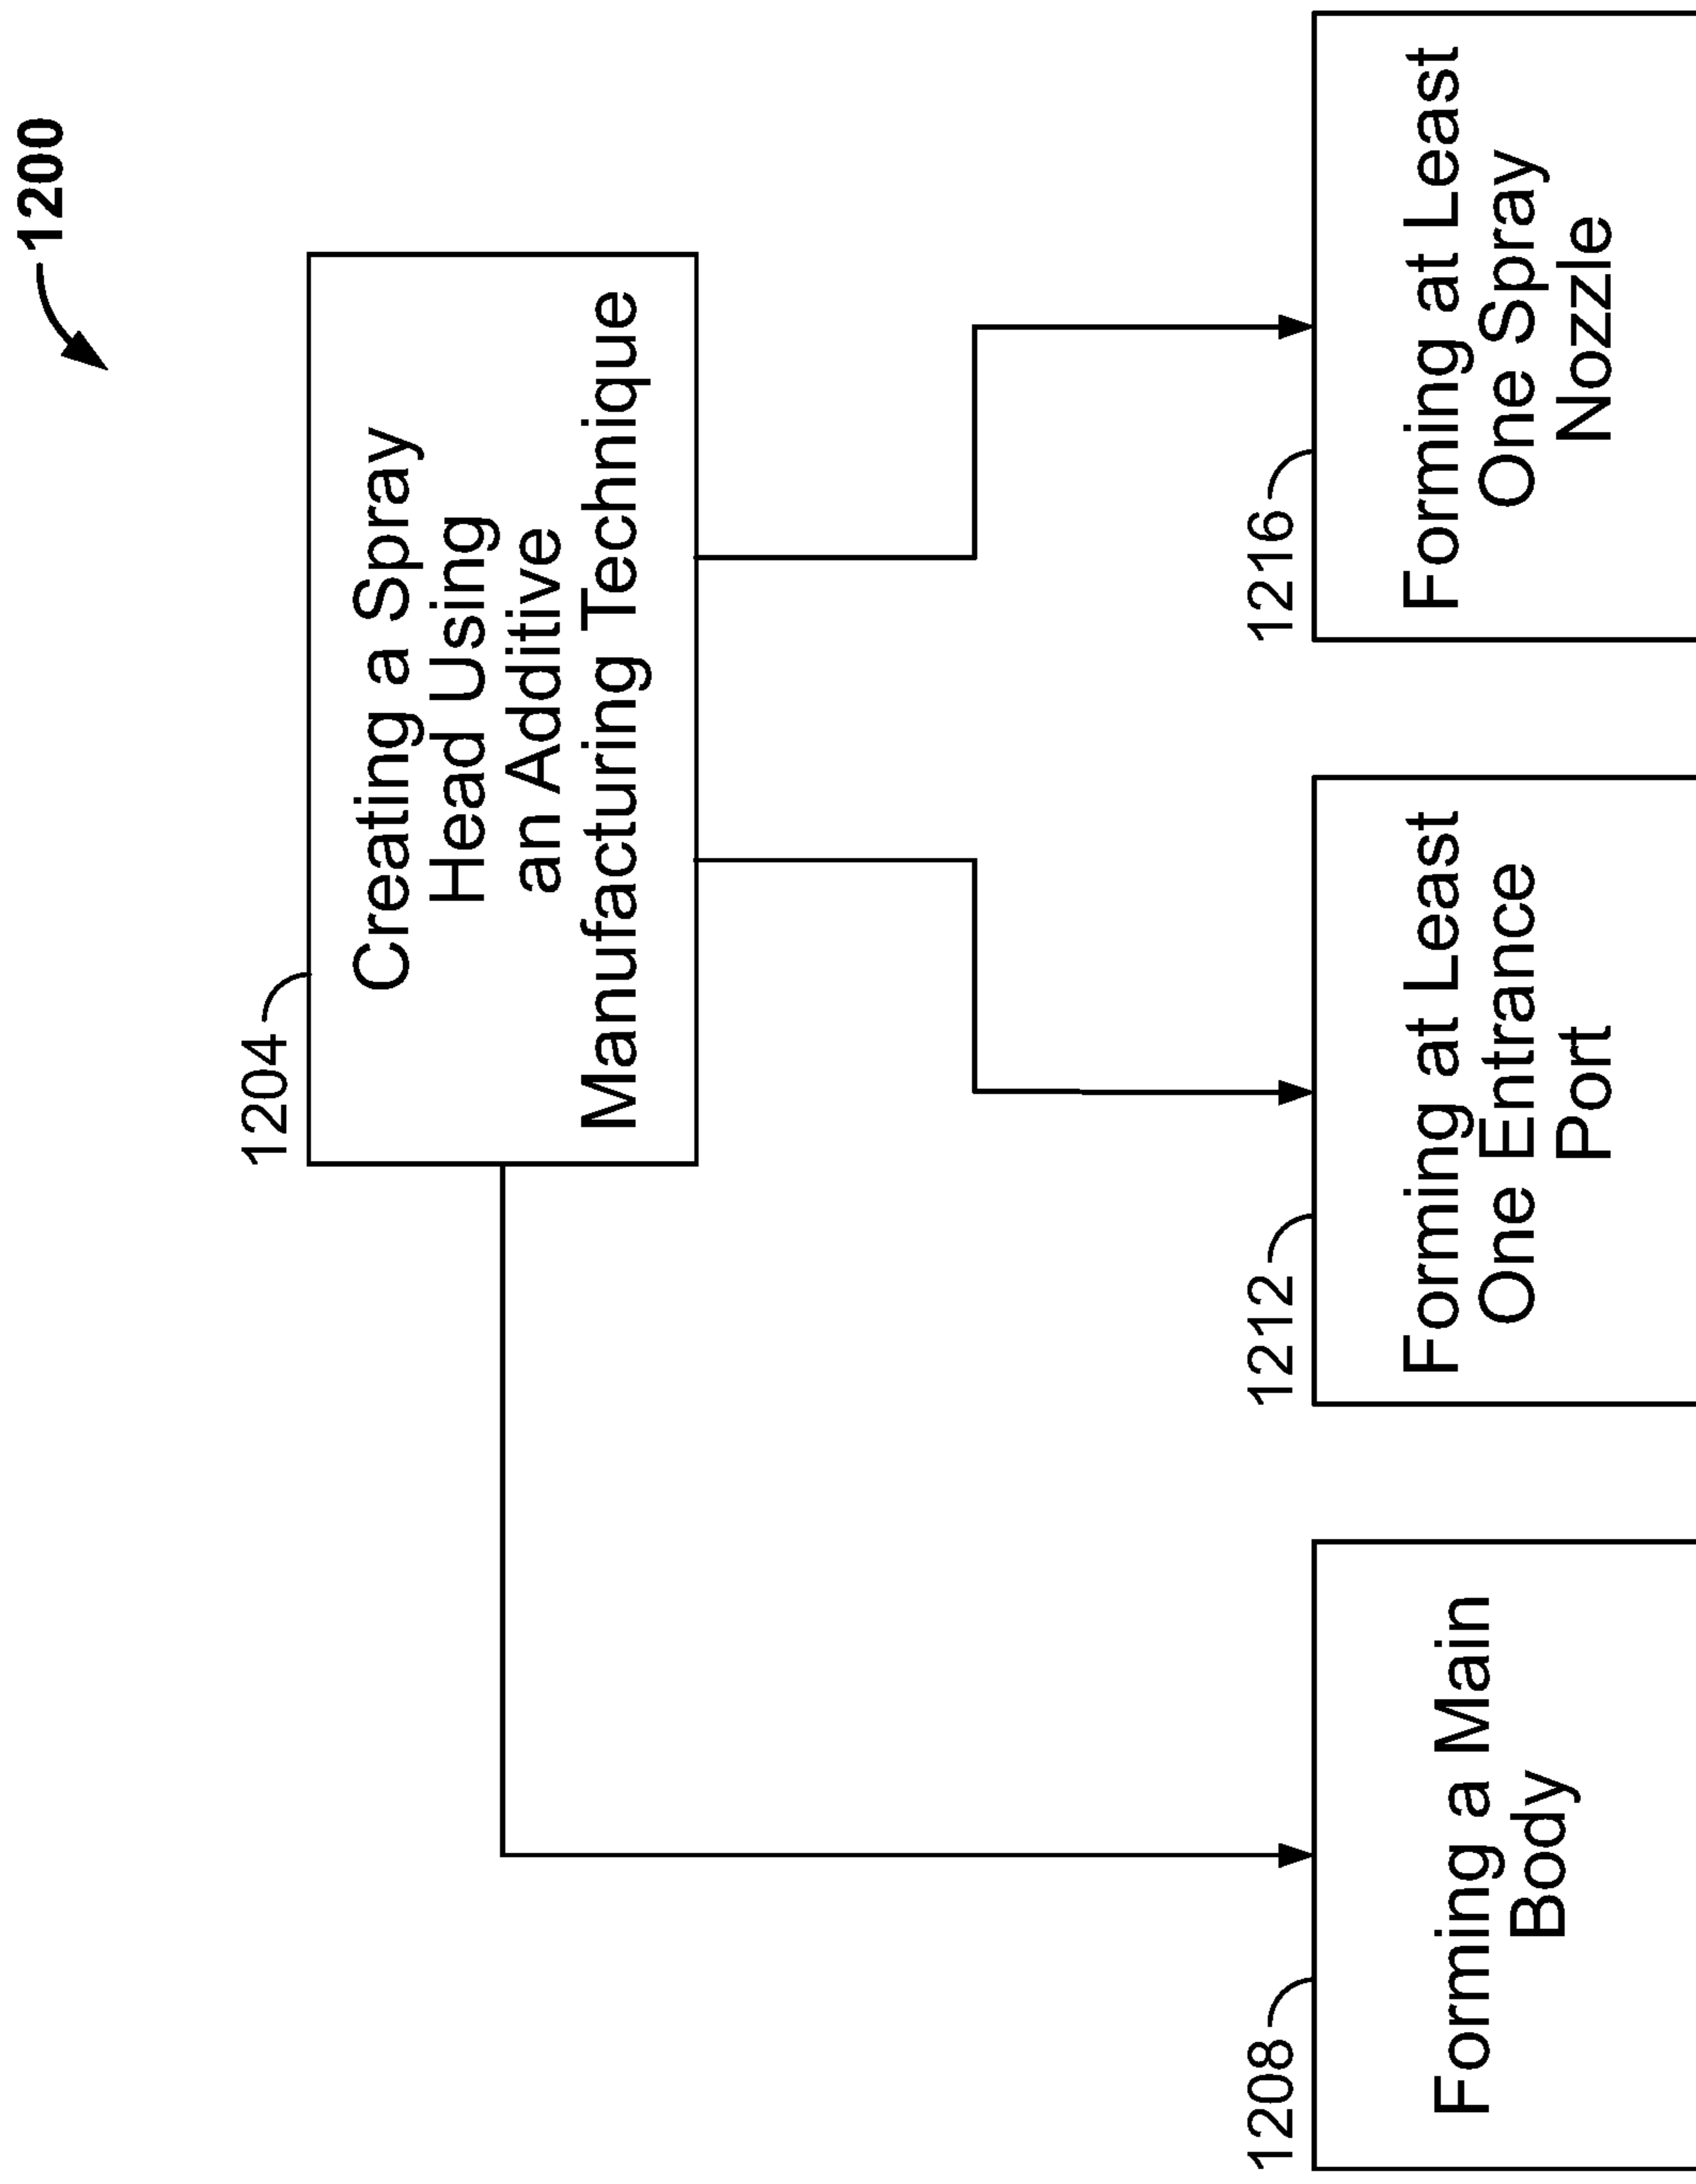 1200
1204
Creating a Spray
Head Using
an Additive
Manufacturing Technique
1208
Forming a Main
Body
1212
Forming at Least
One Entrance
Port
1216
Forming at Least
One Spray
Nozzle